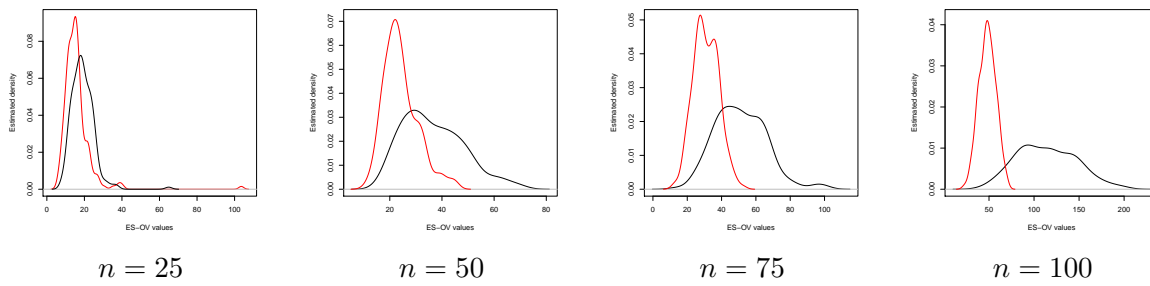 Estimated density
0.00 0.02 0.04 0.06 0.08
0 20 40 60 80 100
ES−OV values
n = 25
Estimated density
0.00 0.01 0.02 0.03 0.04 0.05 0.06 0.07
20 40 60 80
ES−OV values
n = 50
Estimated density
0.00 0.01 0.02 0.03 0.04 0.05
0 20 40 60 80 100
ES−OV values
n = 75
Estimated density
0.00 0.01 0.02 0.03 0.04
50 100 150 200
ES−OV values
n = 100